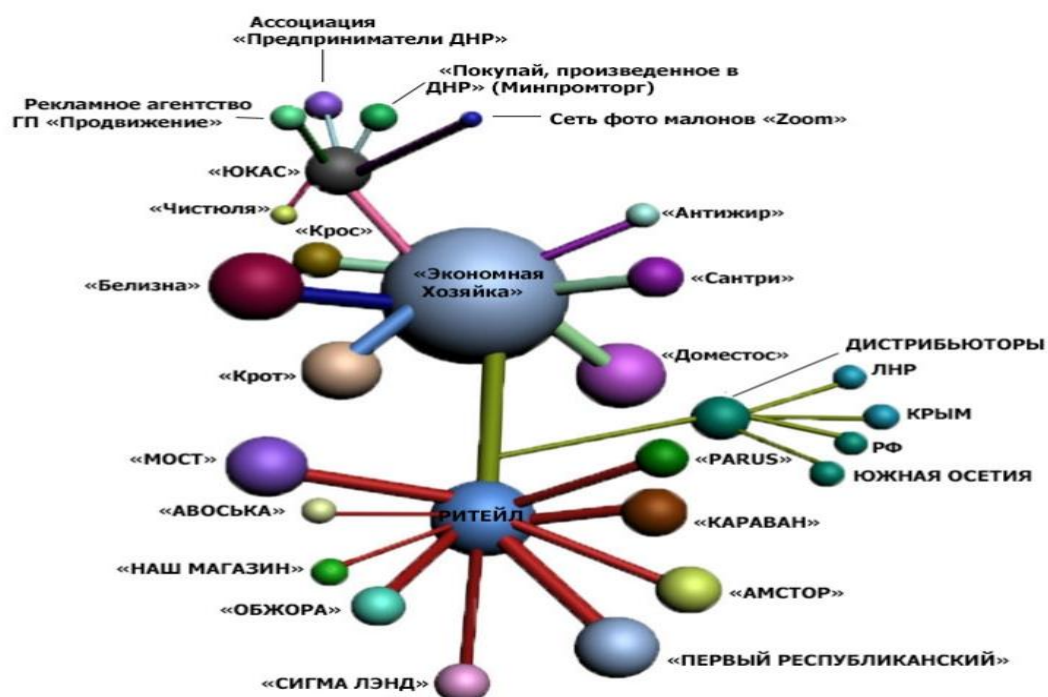 Ассоциация
«Предприниматели ДНР»
«Покупай, произведенное в
ДНР» (Минпромторг)
Рекламное агентство
ГП «Продвижение»
Сеть фото малонов «Zoom»
«ЮКАС»
«Чистюля»
«Антижир»
«Крос»
«Экономная
Хозяйка»
«Белизна»
«Сантри»
«Крот»
«Доместос»
ДИСТРИБЬЮТОРЫ
ЛНР
КРЫМ
РФ
ЮЖНАЯ ОСЕТИЯ
«МОСТ»
«PARUS»
«АВОСЬКА»
РИТЕЙЛ
«КАРАВАН»
«НАШ МАГАЗИН»
«АМСТОР»
«ОБЖОРА»
«ПЕРВЫЙ РЕСПУБЛИКАНСКИЙ»
«СИГМА ЛЭНД»